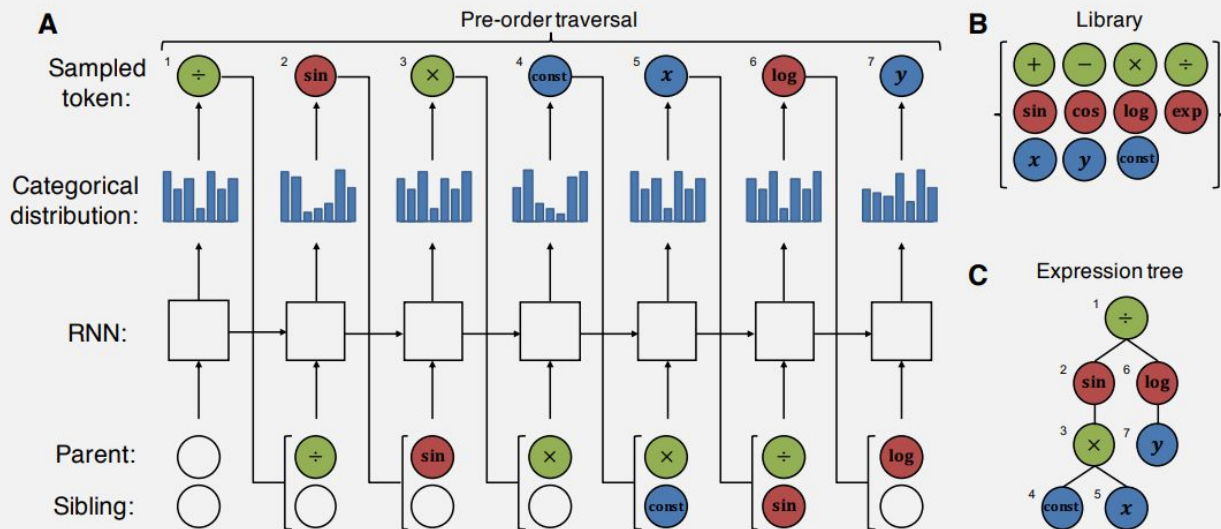 A
Pre-order traversal
Sampled token:
1 ÷ 2 sin 3 × 4 const 5 x 6 log 7 y
Categorical distribution:
RNN:
Parent: ÷ sin × × ÷ log
Sibling: const sin
B
Library
+ − × ÷
sin cos log exp
x y const
C
Expression tree
1 ÷
2 sin 6 log
3 × 7 y
4 const 5 x